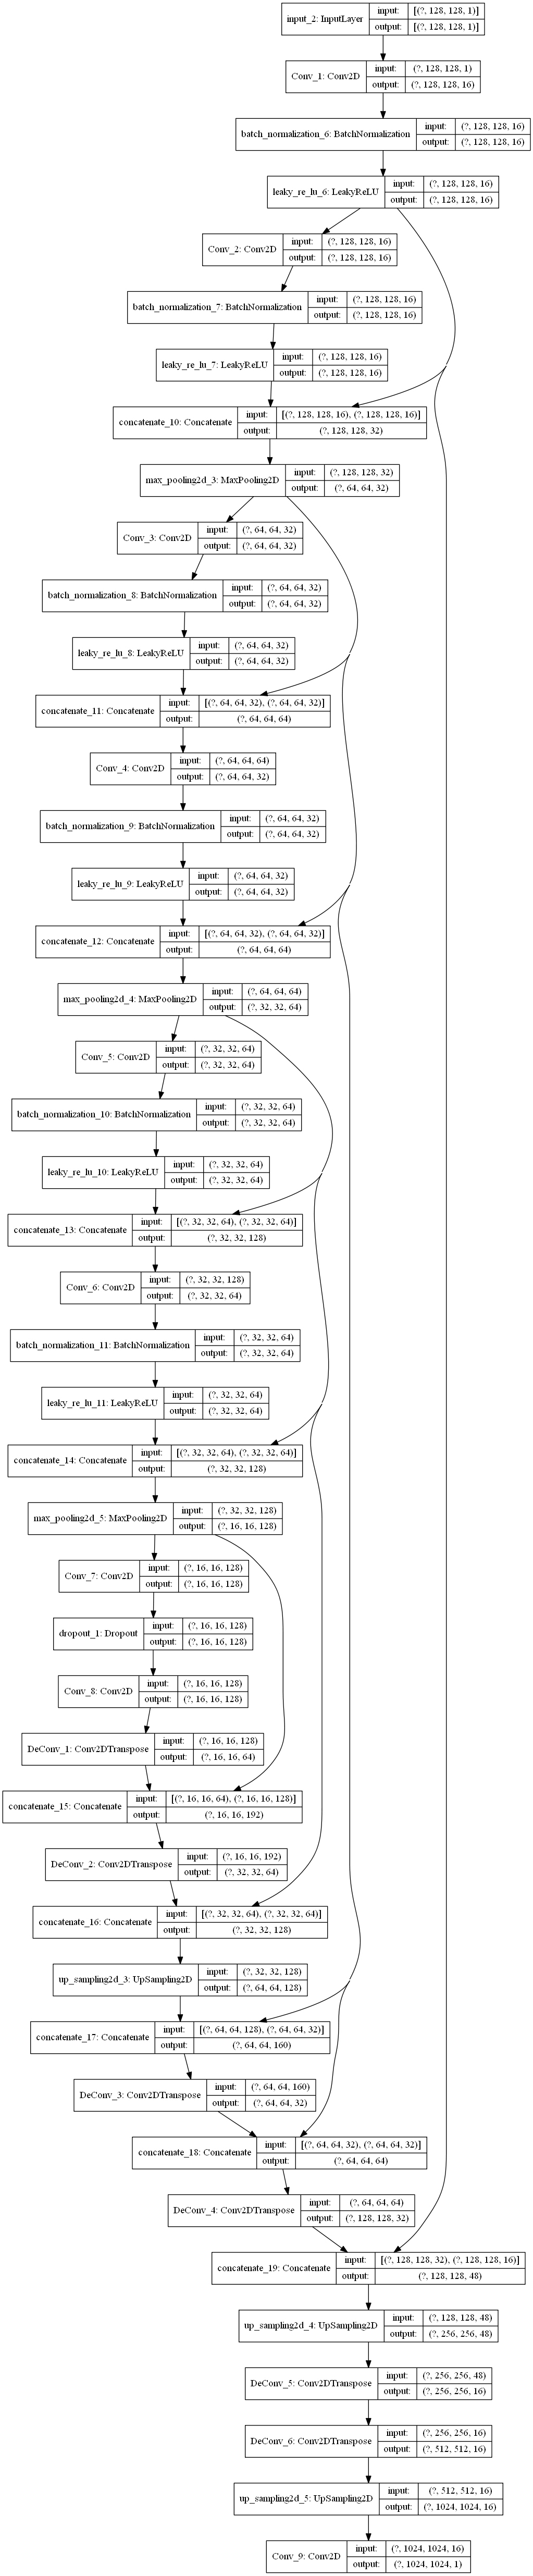 input_2: InputLayer
input: [(?, 128, 128, 1)]
output: [(?, 128, 128, 1)]
Conv_1: Conv2D
input: (?, 128, 128, 1)
output: (?, 128, 128, 16)
batch_normalization_6: BatchNormalization
input: (?, 128, 128, 16)
output: (?, 128, 128, 16)
leaky_re_lu_6: LeakyReLU
input: (?, 128, 128, 16)
output: (?, 128, 128, 16)
Conv_2: Conv2D
input: (?, 128, 128, 16)
output: (?, 128, 128, 16)
batch_normalization_7: BatchNormalization
input: (?, 128, 128, 16)
output: (?, 128, 128, 16)
leaky_re_lu_7: LeakyReLU
input: (?, 128, 128, 16)
output: (?, 128, 128, 16)
concatenate_10: Concatenate
input: [(?, 128, 128, 16), (?, 128, 128, 16)]
output: (?, 128, 128, 32)
max_pooling2d_3: MaxPooling2D
input: (?, 128, 128, 32)
output: (?, 64, 64, 32)
Conv_3: Conv2D
input: (?, 64, 64, 32)
output: (?, 64, 64, 32)
batch_normalization_8: BatchNormalization
input: (?, 64, 64, 32)
output: (?, 64, 64, 32)
leaky_re_lu_8: LeakyReLU
input: (?, 64, 64, 32)
output: (?, 64, 64, 32)
concatenate_11: Concatenate
input: [(?, 64, 64, 32), (?, 64, 64, 32)]
output: (?, 64, 64, 64)
Conv_4: Conv2D
input: (?, 64, 64, 64)
output: (?, 64, 64, 32)
batch_normalization_9: BatchNormalization
input: (?, 64, 64, 32)
output: (?, 64, 64, 32)
leaky_re_lu_9: LeakyReLU
input: (?, 64, 64, 32)
output: (?, 64, 64, 32)
concatenate_12: Concatenate
input: [(?, 64, 64, 32), (?, 64, 64, 32)]
output: (?, 64, 64, 64)
max_pooling2d_4: MaxPooling2D
input: (?, 64, 64, 64)
output: (?, 32, 32, 64)
Conv_5: Conv2D
input: (?, 32, 32, 64)
output: (?, 32, 32, 64)
batch_normalization_10: BatchNormalization
input: (?, 32, 32, 64)
output: (?, 32, 32, 64)
leaky_re_lu_10: LeakyReLU
input: (?, 32, 32, 64)
output: (?, 32, 32, 64)
concatenate_13: Concatenate
input: [(?, 32, 32, 64), (?, 32, 32, 64)]
output: (?, 32, 32, 128)
Conv_6: Conv2D
input: (?, 32, 32, 128)
output: (?, 32, 32, 64)
batch_normalization_11: BatchNormalization
input: (?, 32, 32, 64)
output: (?, 32, 32, 64)
leaky_re_lu_11: LeakyReLU
input: (?, 32, 32, 64)
output: (?, 32, 32, 64)
concatenate_14: Concatenate
input: [(?, 32, 32, 64), (?, 32, 32, 64)]
output: (?, 32, 32, 128)
max_pooling2d_5: MaxPooling2D
input: (?, 32, 32, 128)
output: (?, 16, 16, 128)
Conv_7: Conv2D
input: (?, 16, 16, 128)
output: (?, 16, 16, 128)
dropout_1: Dropout
input: (?, 16, 16, 128)
output: (?, 16, 16, 128)
Conv_8: Conv2D
input: (?, 16, 16, 128)
output: (?, 16, 16, 128)
DeConv_1: Conv2DTranspose
input: (?, 16, 16, 128)
output: (?, 16, 16, 64)
concatenate_15: Concatenate
input: [(?, 16, 16, 64), (?, 16, 16, 128)]
output: (?, 16, 16, 192)
DeConv_2: Conv2DTranspose
input: (?, 16, 16, 192)
output: (?, 32, 32, 64)
concatenate_16: Concatenate
input: [(?, 32, 32, 64), (?, 32, 32, 64)]
output: (?, 32, 32, 128)
up_sampling2d_3: UpSampling2D
input: (?, 32, 32, 128)
output: (?, 64, 64, 128)
concatenate_17: Concatenate
input: [(?, 64, 64, 128), (?, 64, 64, 32)]
output: (?, 64, 64, 160)
DeConv_3: Conv2DTranspose
input: (?, 64, 64, 160)
output: (?, 64, 64, 32)
concatenate_18: Concatenate
input: [(?, 64, 64, 32), (?, 64, 64, 32)]
output: (?, 64, 64, 64)
DeConv_4: Conv2DTranspose
input: (?, 64, 64, 64)
output: (?, 128, 128, 32)
concatenate_19: Concatenate
input: [(?, 128, 128, 32), (?, 128, 128, 16)]
output: (?, 128, 128, 48)
up_sampling2d_4: UpSampling2D
input: (?, 128, 128, 48)
output: (?, 256, 256, 48)
DeConv_5: Conv2DTranspose
input: (?, 256, 256, 48)
output: (?, 256, 256, 16)
DeConv_6: Conv2DTranspose
input: (?, 256, 256, 16)
output: (?, 512, 512, 16)
up_sampling2d_5: UpSampling2D
input: (?, 512, 512, 16)
output: (?, 1024, 1024, 16)
Conv_9: Conv2D
input: (?, 1024, 1024, 16)
output: (?, 1024, 1024, 1)